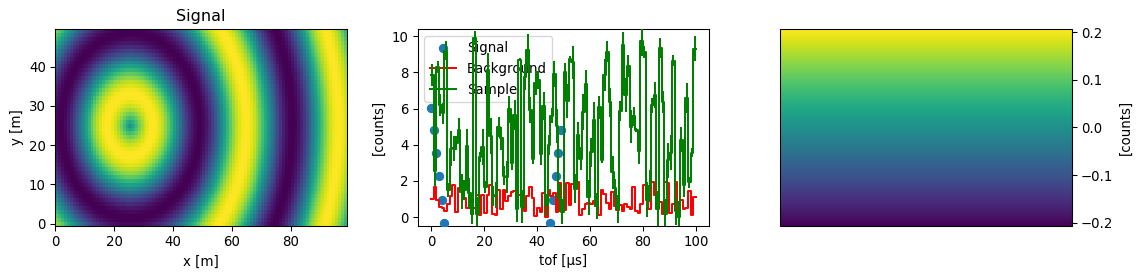 Signal
y [m]
40
30
20
10
0
0 20 40 60 80
x [m]
[counts]
10
8
6
4
2
0
Signal
Background
Sample
0 20 40 60 80 100
tof [μs]
0.2
0.1
0.0
−0.1
−0.2
[counts]